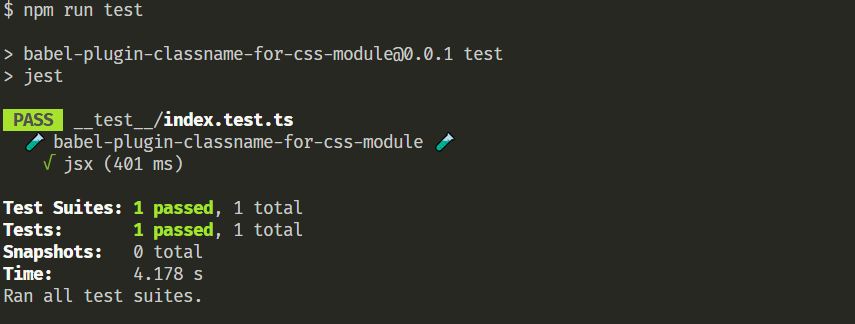 $ npm run test
> babel-plugin-classname-for-css-module@0.0.1 test
> jest
PASS __test__/index.test.ts
🧪 babel-plugin-classname-for-css-module 🧪
√ jsx (401 ms)
Test Suites: 1 passed, 1 total
Tests: 1 passed, 1 total
Snapshots: 0 total
Time: 4.178 s
Ran all test suites.